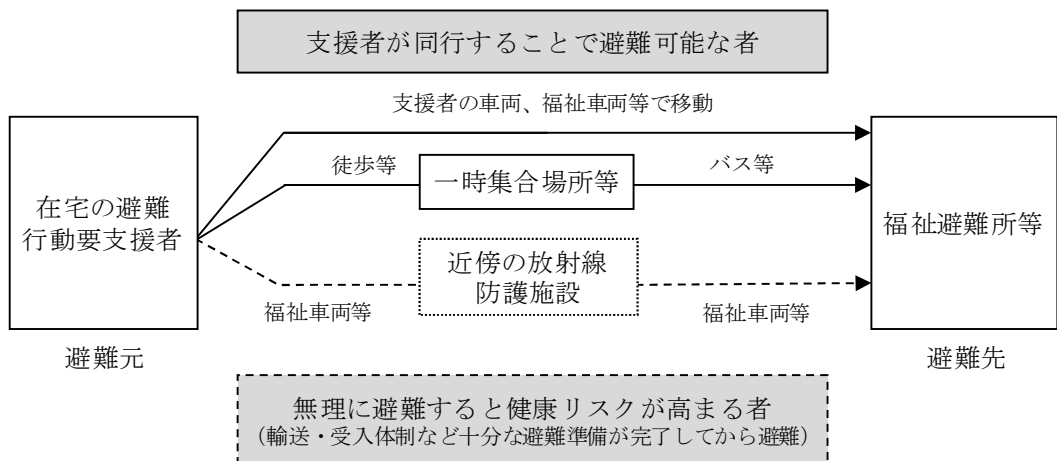 支援者が同行することで避難可能な者
支援者の車両、福祉車両等で移動
徒歩等
一時集合場所等
バス等
在宅の避難
行動要支援者
福祉避難所等
近傍の放射線
防護施設
福祉車両等
福祉車両等
避難元
避難先
無理に避難すると健康リスクが高まる者
（輸送・受入体制など十分な避難準備が完了してから避難）